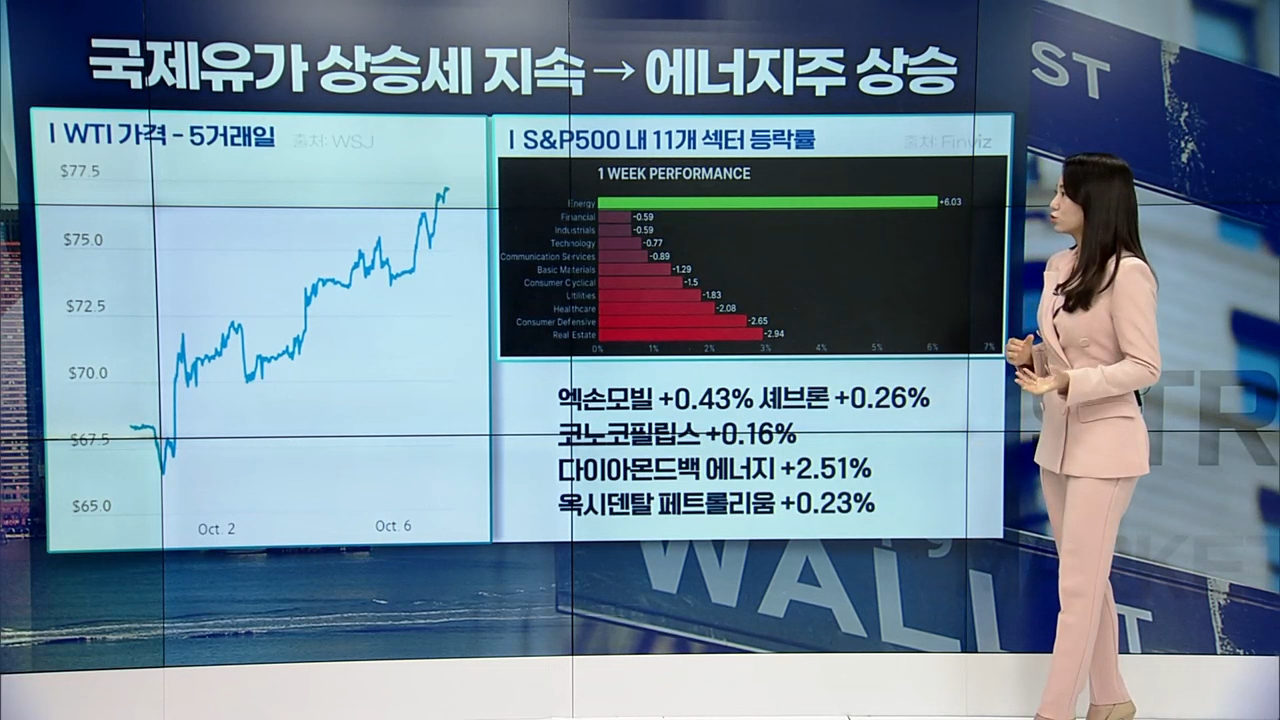 국제유가 상승세 지속→에너지주 상승
ST
| WTI 가격 - 5거래일 출처: WSJ
$77.5
$75.0
$72.5
$70.0
$67.5
$65.0
Oct. 2 Oct. 6
| S&P500 내 11개 섹터 등락률 출처: Finviz
1 WEEK PERFORMANCE
Energy +6.03
Financial -0.59
Industrials -0.59
Technology -0.77
Communication Services -0.89
Basic Materials -1.29
Consumer Cyclical -1.5
Utilities -1.83
Healthcare -2.08
Consumer Defensive -2.65
Real Estate -2.94
0% 1% 2% 3% 4% 5% 6% 7%
엑손모빌 +0.43% 셰브론 +0.26%
코노코필립스 +0.16%
다이아몬드백 에너지 +2.51%
옥시덴탈 페트롤리움 +0.23%
WALL